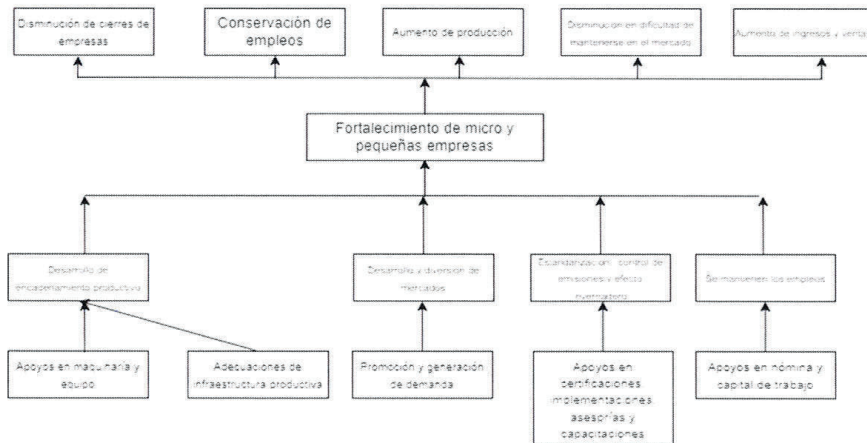 Disminución de cierres de
empresas
Conservación de
empleos
Aumento de producción
Disminución en dificultad de
mantenerse en el mercado
Aumento de ingresos y venta
Fortalecimiento de micro y
pequeñas empresas
Desarrollo de
encadenamiento productivo
Desarrollo y diversión de
mercados
Estandarización, control de
emisiones y efecto
invernadero
Se mantienen los empleos
Apoyos en maquinaría y
equipo
Adecuaciones de
infraestructura productiva
Promoción y generación
de demanda
Apoyos en
certificaciones
implementaciones
asesorías y
capacitaciones
Apoyos en nómina y
capital de trabajo